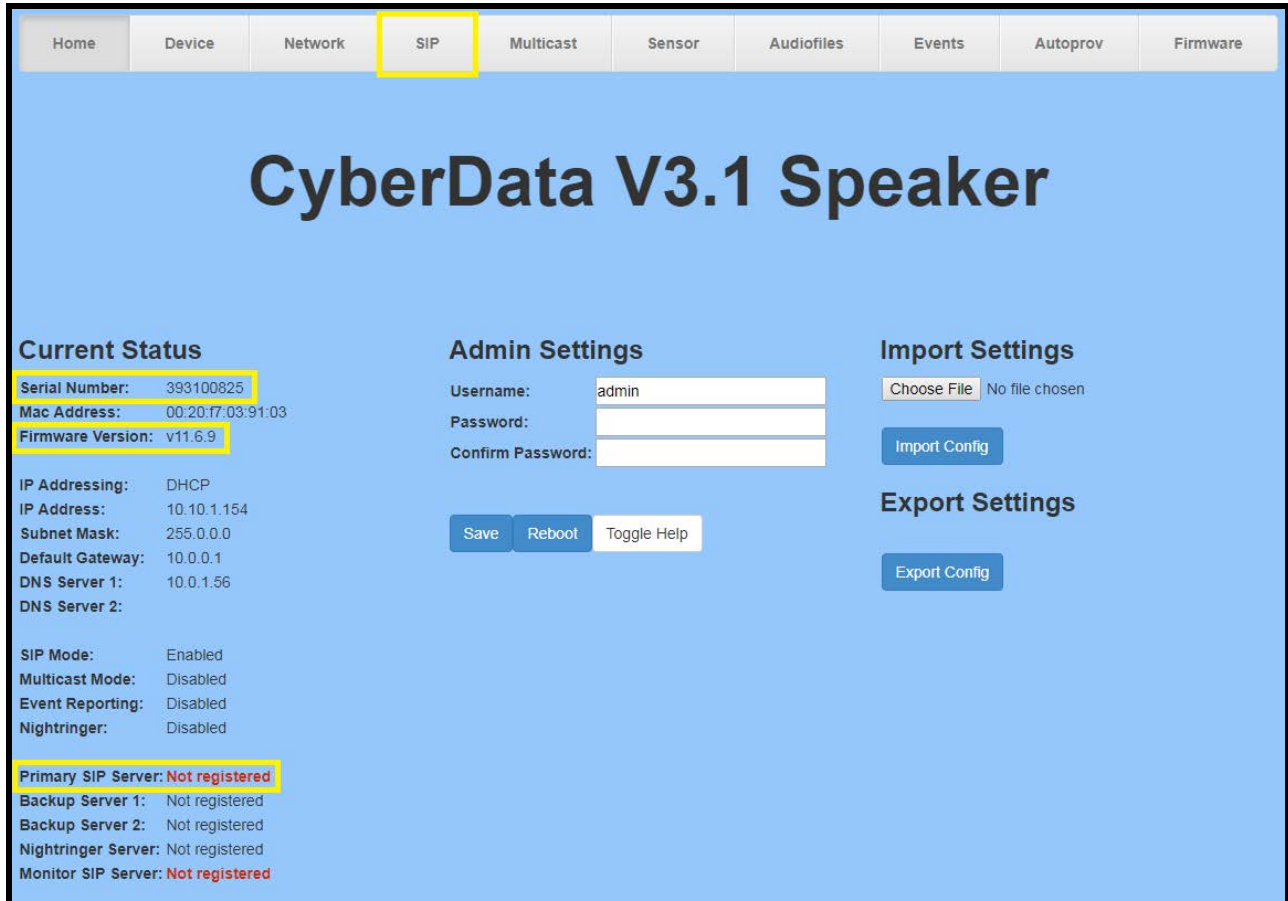 Home Device Network SIP Multicast Sensor Audiofiles Events Autoprov Firmware
CyberData V3.1 Speaker
Current Status
Serial Number: 393100825
Mac Address: 00:20:f7:03:91:03
Firmware Version: v11.6.9
IP Addressing: DHCP
IP Address: 10.10.1.154
Subnet Mask: 255.0.0.0
Default Gateway: 10.0.0.1
DNS Server 1: 10.0.1.56
DNS Server 2:
SIP Mode: Enabled
Multicast Mode: Disabled
Event Reporting: Disabled
Nightringer: Disabled
Primary SIP Server: Not registered
Backup Server 1: Not registered
Backup Server 2: Not registered
Nightringer Server: Not registered
Monitor SIP Server: Not registered
Admin Settings
Username: admin
Password:
Confirm Password:
Save Reboot Toggle Help
Import Settings
Choose File No file chosen
Import Config
Export Settings
Export Config